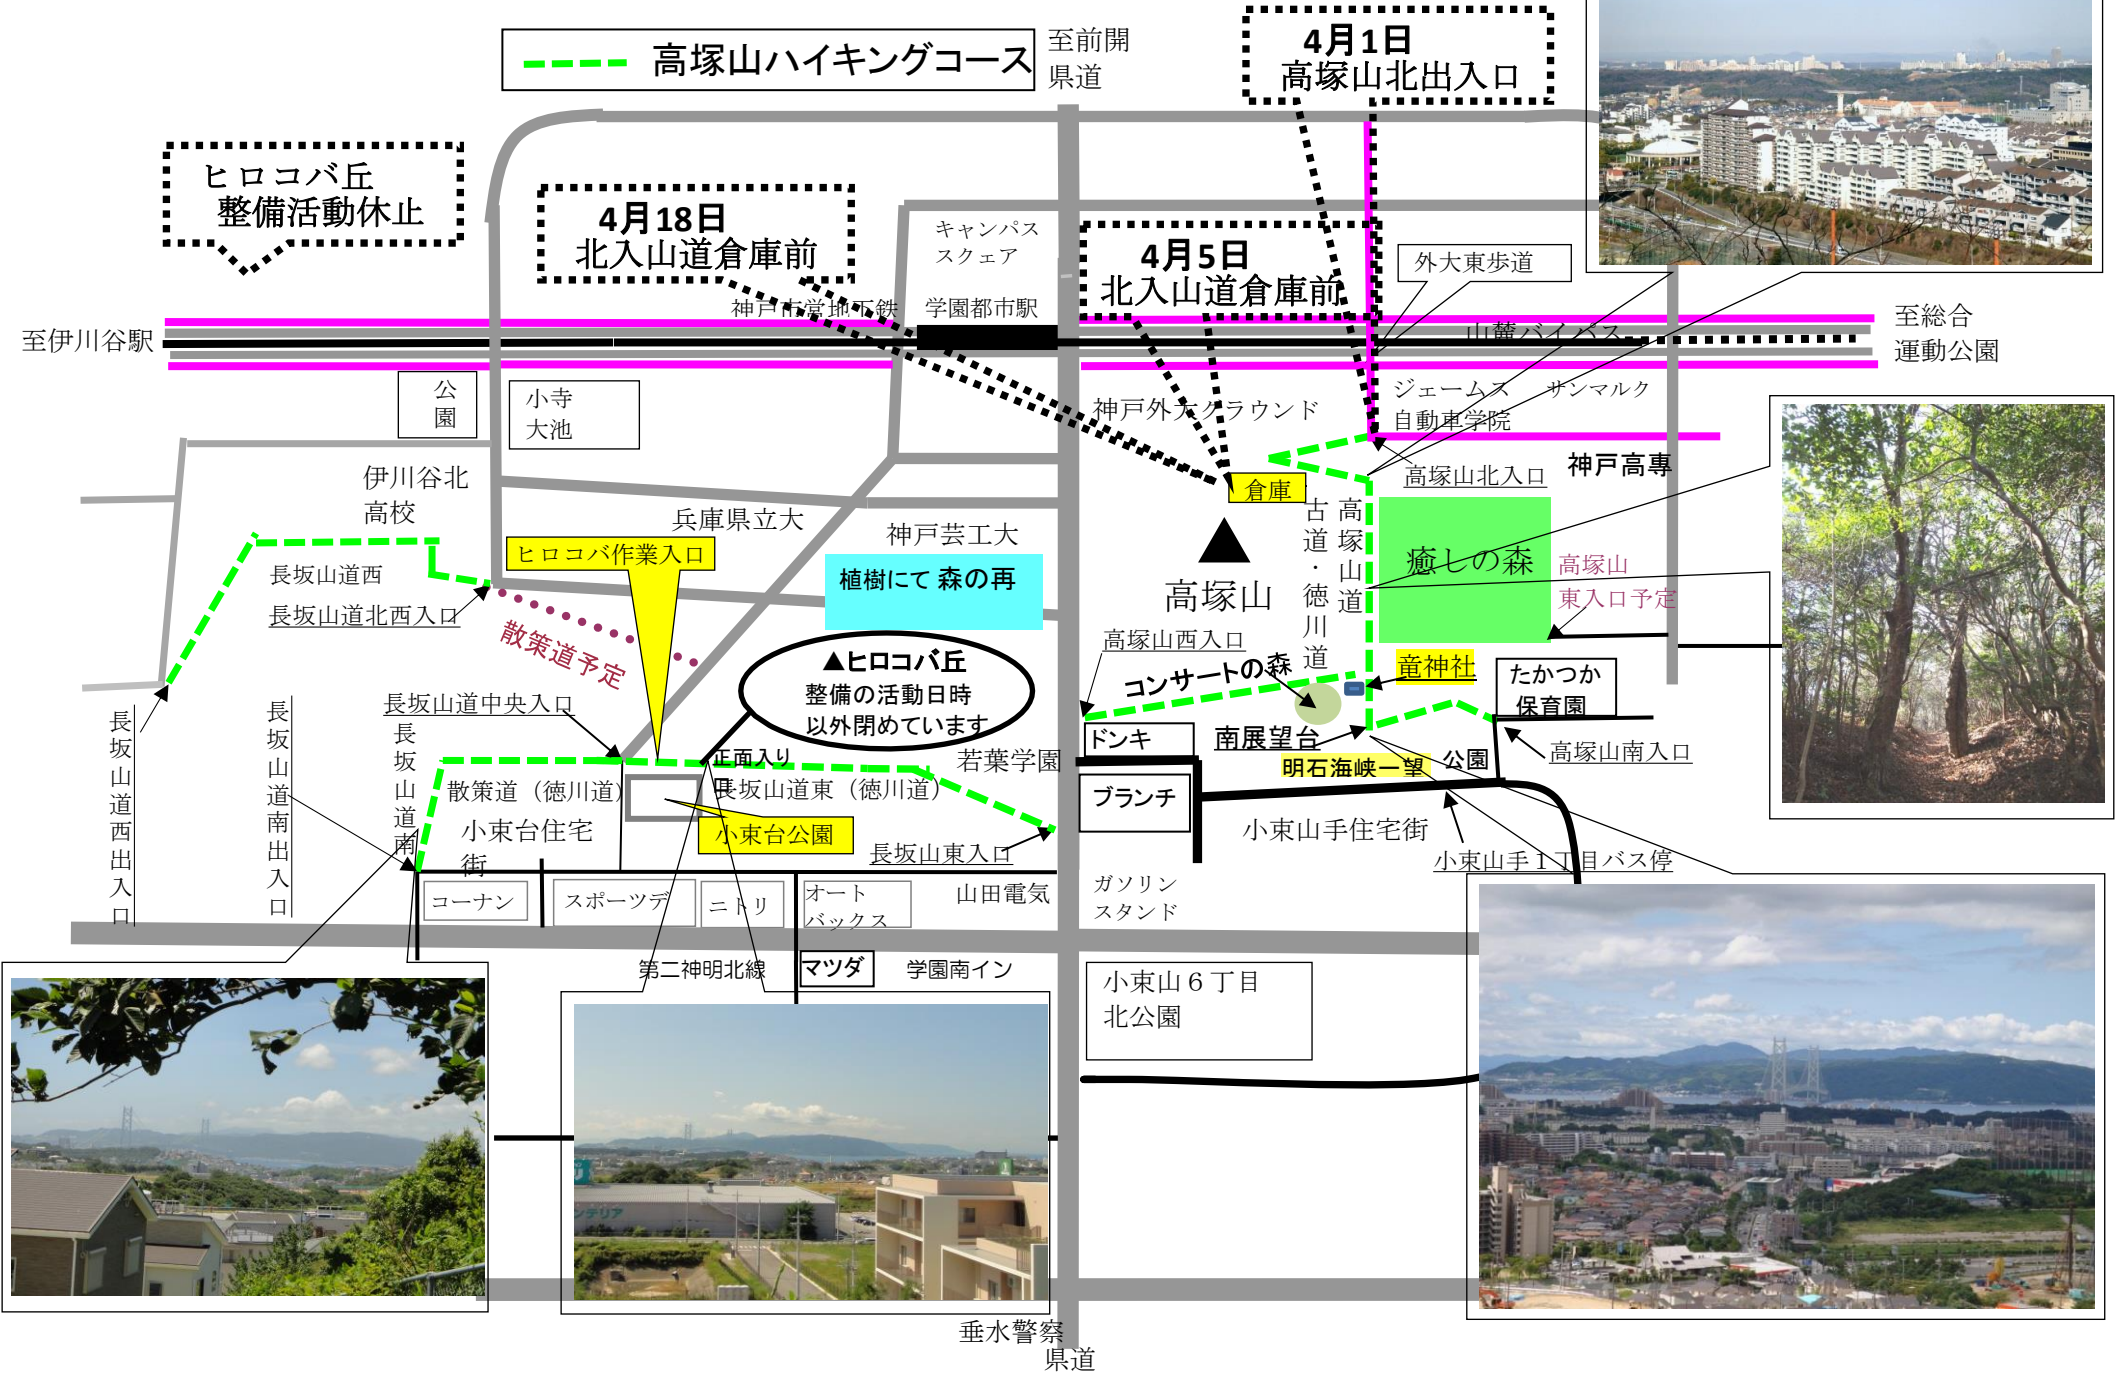 高塚山ハイキングコース
至前開
県道
4月1日
高塚山北出入口
ヒロコバ丘
整備活動休止
4月18日
北入山道倉庫前
キャンパス
スクェア
4月5日
北入山道倉庫前
外大東歩道
神戸市営地下鉄
学園都市駅
至伊川谷駅
山麓バイパス
至総合
運動公園
公園
小寺
大池
神戸外大グラウンド
ジェームス
自動車学院
サンマルク
伊川谷北
高校
高塚山北入口
神戸高専
倉庫
兵庫県立大
神戸芸工大
ヒロコバ作業入口
植樹にて 森の再
高塚山
高塚山道
古道・徳川道
癒しの森
高塚山
東入口予定
長坂山道西
長坂山道北西入口
散策道予定
▲ヒロコバ丘
整備の活動日時
以外閉めています
高塚山西入口
コンサートの森
竜神社
たかつか
保育園
長坂山道中央入口
長坂山道西出入口
長坂山道南出入口
長坂山道南
正面入り
口
若葉学園
ドンキ
南展望台
明石海峡一望
公園
高塚山南入口
散策道（徳川道）
長坂山道東（徳川道）
ブランチ
小束台住宅
街
小束台公園
長坂山東入口
小束山手住宅街
小束山手１丁目バス停
コーナン
スポーツデ
ニトリ
オート
バックス
山田電気
ガソリン
スタンド
第二神明北線
マツダ
学園南イン
小束山６丁目
北公園
ンテリア
垂水警察
県道